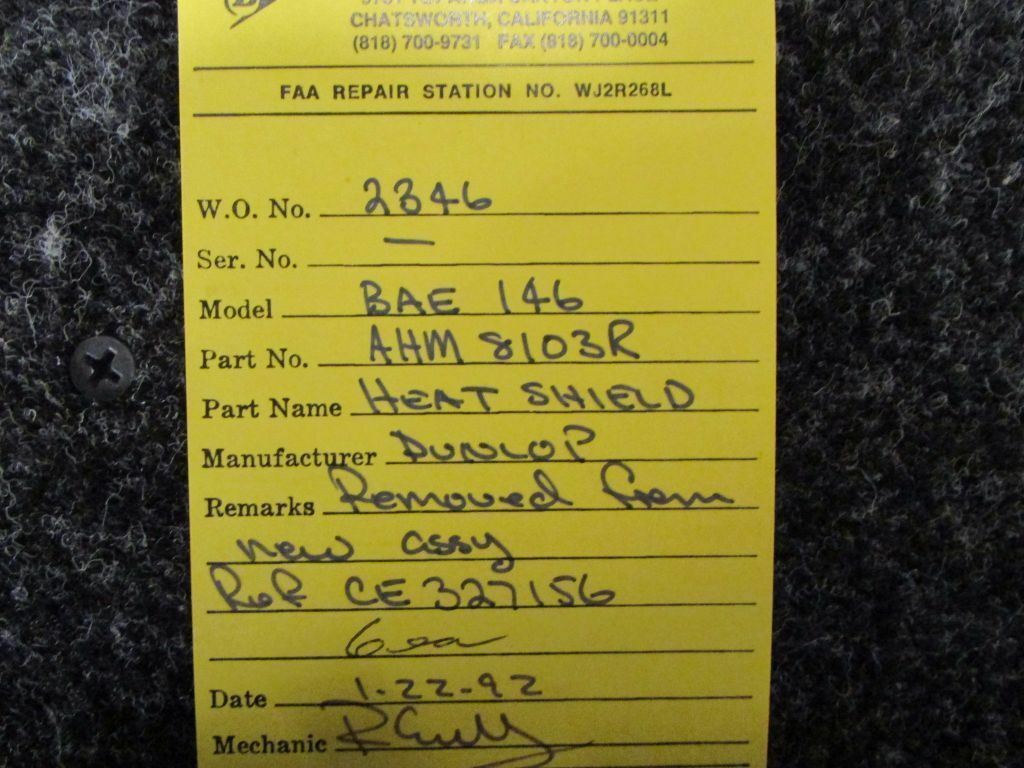 CHATSWORTH, CALIFORNIA 91311
(818) 700-9731 FAX (818) 700-0004
FAA REPAIR STATION NO. WJ2R268L
W.O. No. 2346
Ser. No. —
Model BAE 146
Part No. AHM 8103R
Part Name HEAT SHIELD
Manufacturer DUNLOP
Remarks Removed from
new assy
Ref CE327156
6 ea
Date 1-22-92
Mechanic